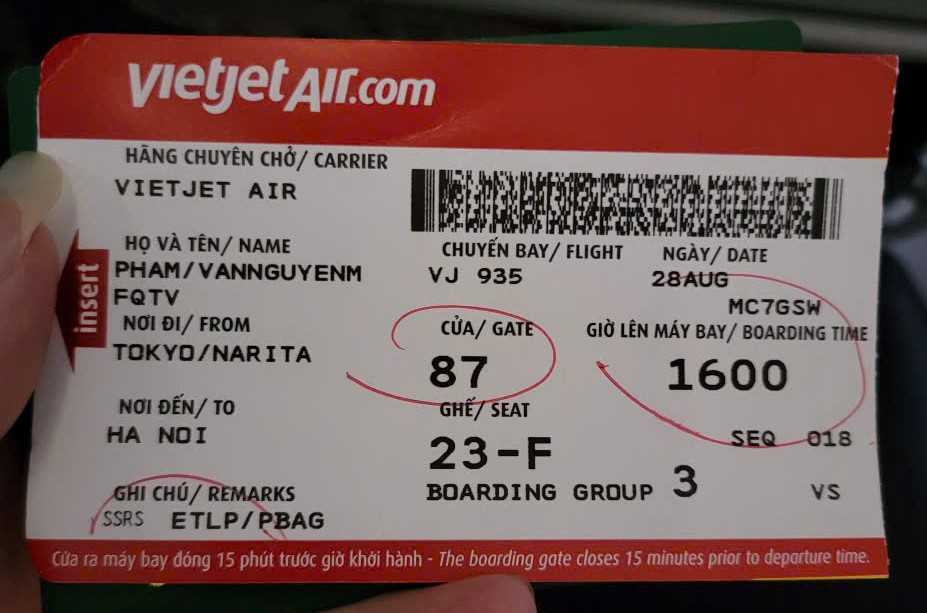 vietjetAir.com
HÃNG CHUYÊN CHỞ/ CARRIER
VIETJET AIR
HỌ VÀ TÊN/ NAME
PHAM/VANNGUYENM
FQTV
CHUYẾN BAY/ FLIGHT
VJ 935
NGÀY/ DATE
28AUG
MC7GSW
insert
NƠI ĐI/ FROM
TOKYO/NARITA
CỬA/ GATE
87
GIỜ LÊN MÁY BAY/ BOARDING TIME
1600
NƠI ĐẾN/ TO
HA NOI
GHẾ/ SEAT
23-F
SEQ 018
BOARDING GROUP 3
VS
GHI CHÚ/ REMARKS
SSRS ETLP/PBAG
Cửa ra máy bay đóng 15 phút trước giờ khởi hành - The boarding gate closes 15 minutes prior to departure time.